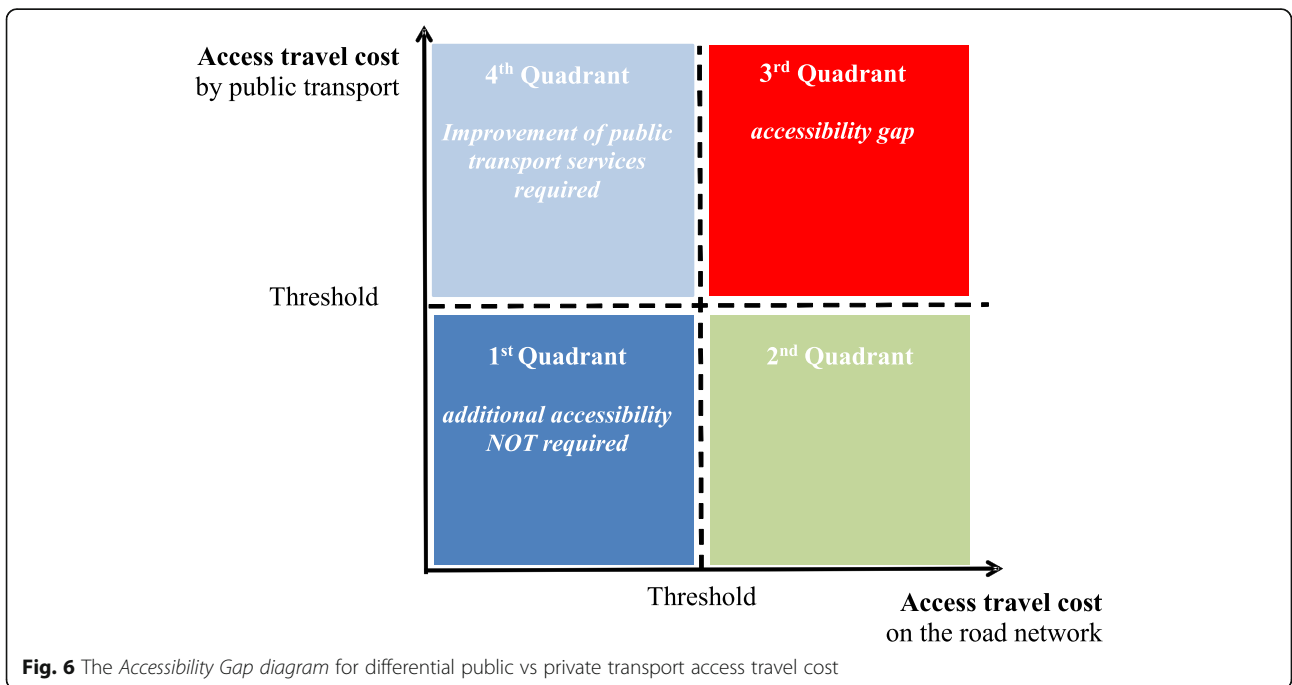 Access travel cost
by public transport
4th Quadrant
Improvement of public
transport services
required
3rd Quadrant
accessibility gap
Threshold
1st Quadrant
additional accessibility
NOT required
2nd Quadrant
Threshold
Access travel cost
on the road network
Fig. 6 The Accessibility Gap diagram for differential public vs private transport access travel cost